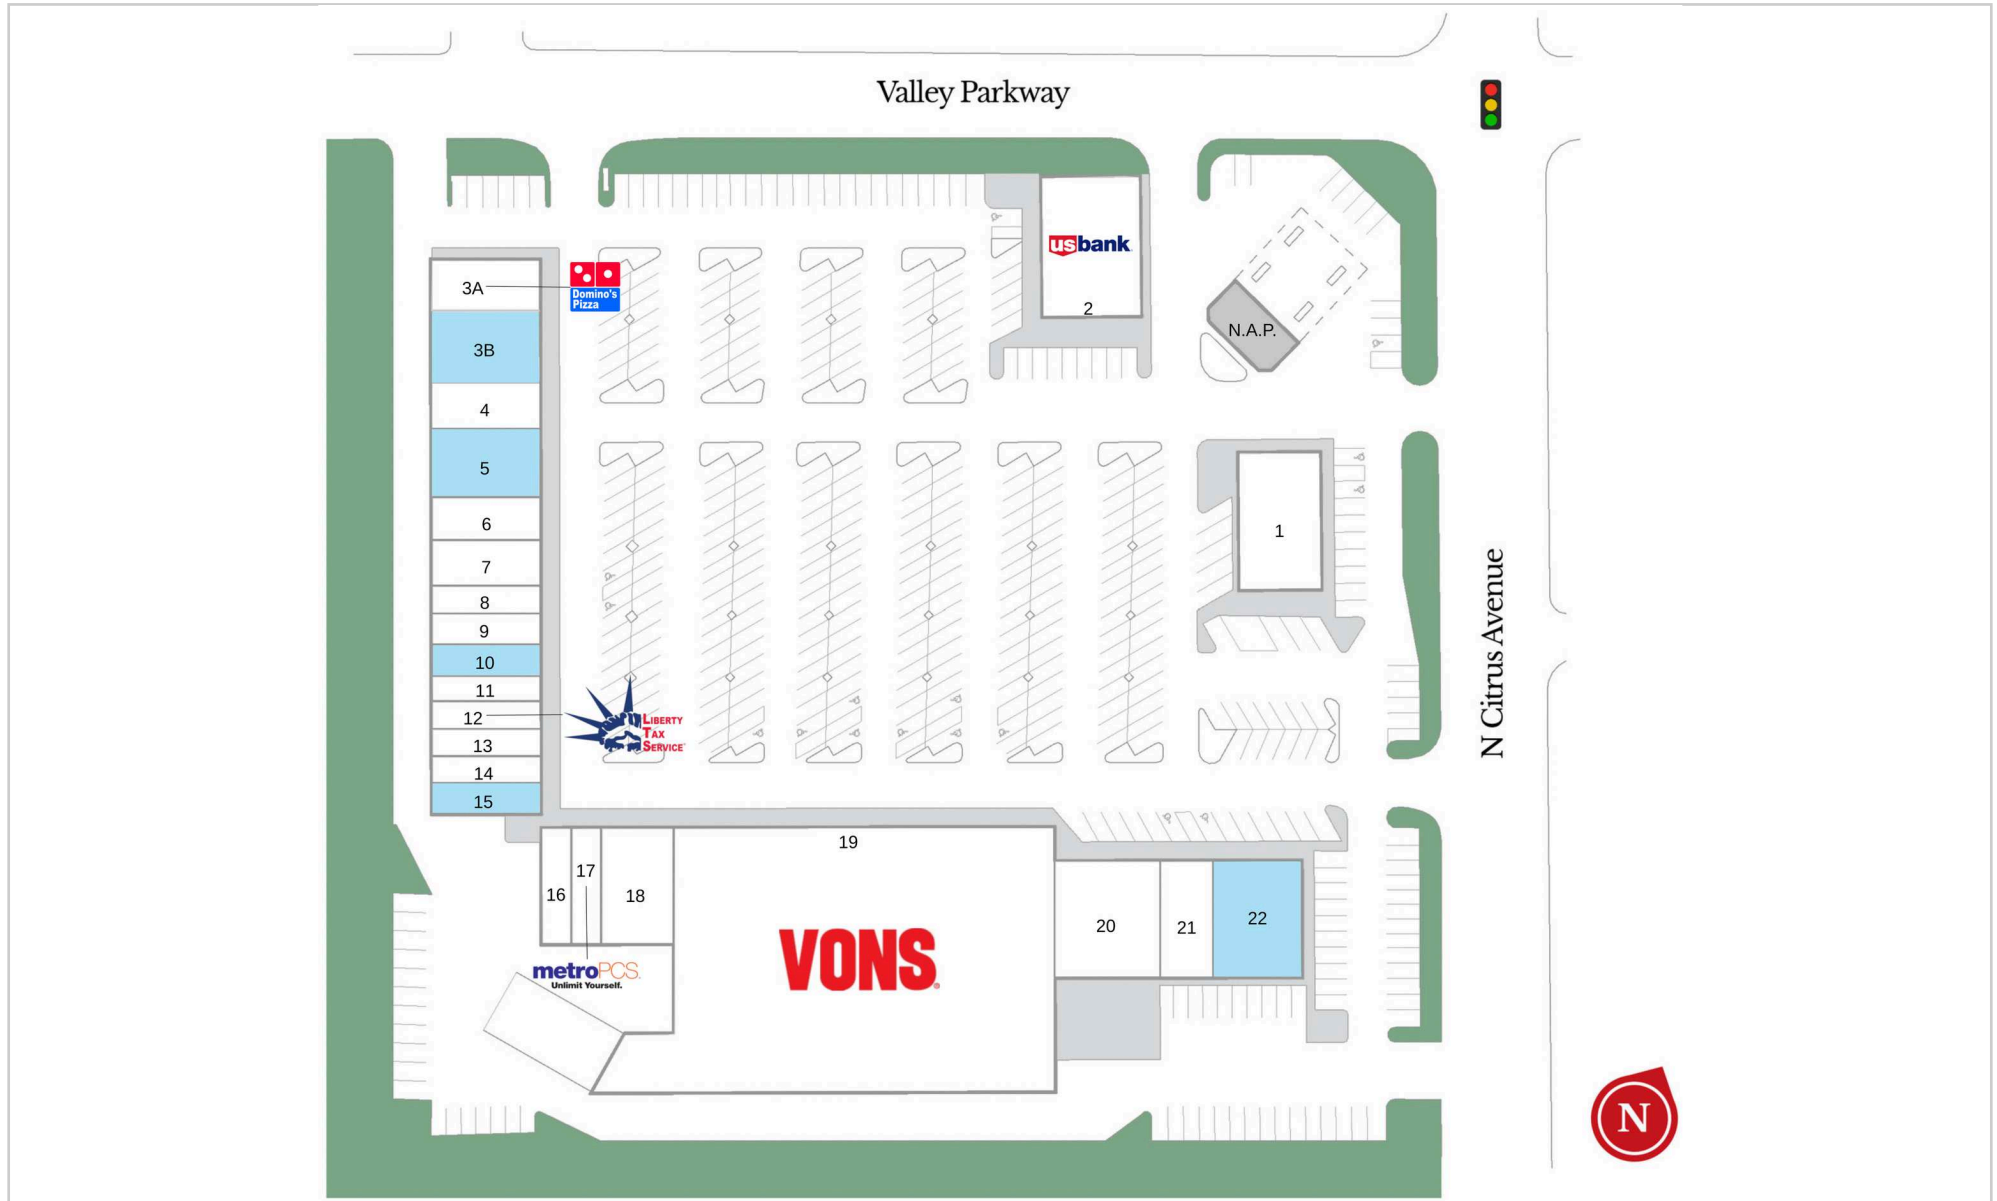 Valley Parkway
usbank
2
3A
Domino's
Pizza
3B
N.A.P.
4
5
1
6
7
8
9
10
11
12
LIBERTY
TAX
SERVICE
13
14
15
N Citrus Avenue
19
17
16
18
VONS
20
21
22
metroPCS.
Unlimit Yourself.
N